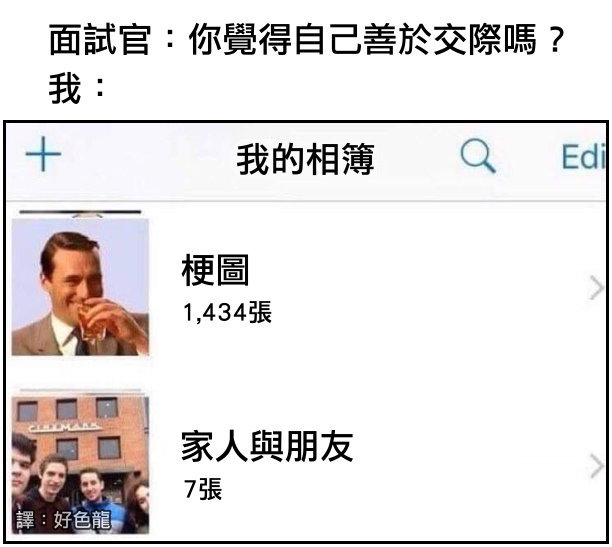 面試官：你覺得自己善於交際嗎？
我：
我的相簿
Edi
梗圖
1,434張
CINEMARK
家人與朋友
7張
譯：好色龍